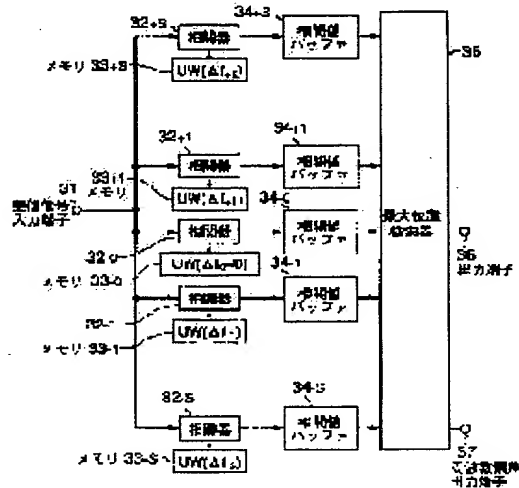 32+S
34+S
相関器
相関値
バッファ
35
メモリ 33+S
UW(Δf+S)
32+1
34+1
相関器
相関値
バッファ
33+1
メモリ
31
入力端子
UW(Δf+1)
34-0
相関器
相関値
バッファ
32-0
最大位置
検出器
36
出力端子
メモリ 33-0
UW(Δf0=0)
34-1
相関器
相関値
バッファ
メモリ 33-1
UW(Δf-1)
32-S
34-S
相関器
相関値
バッファ
メモリ 33-S
37
出力端子